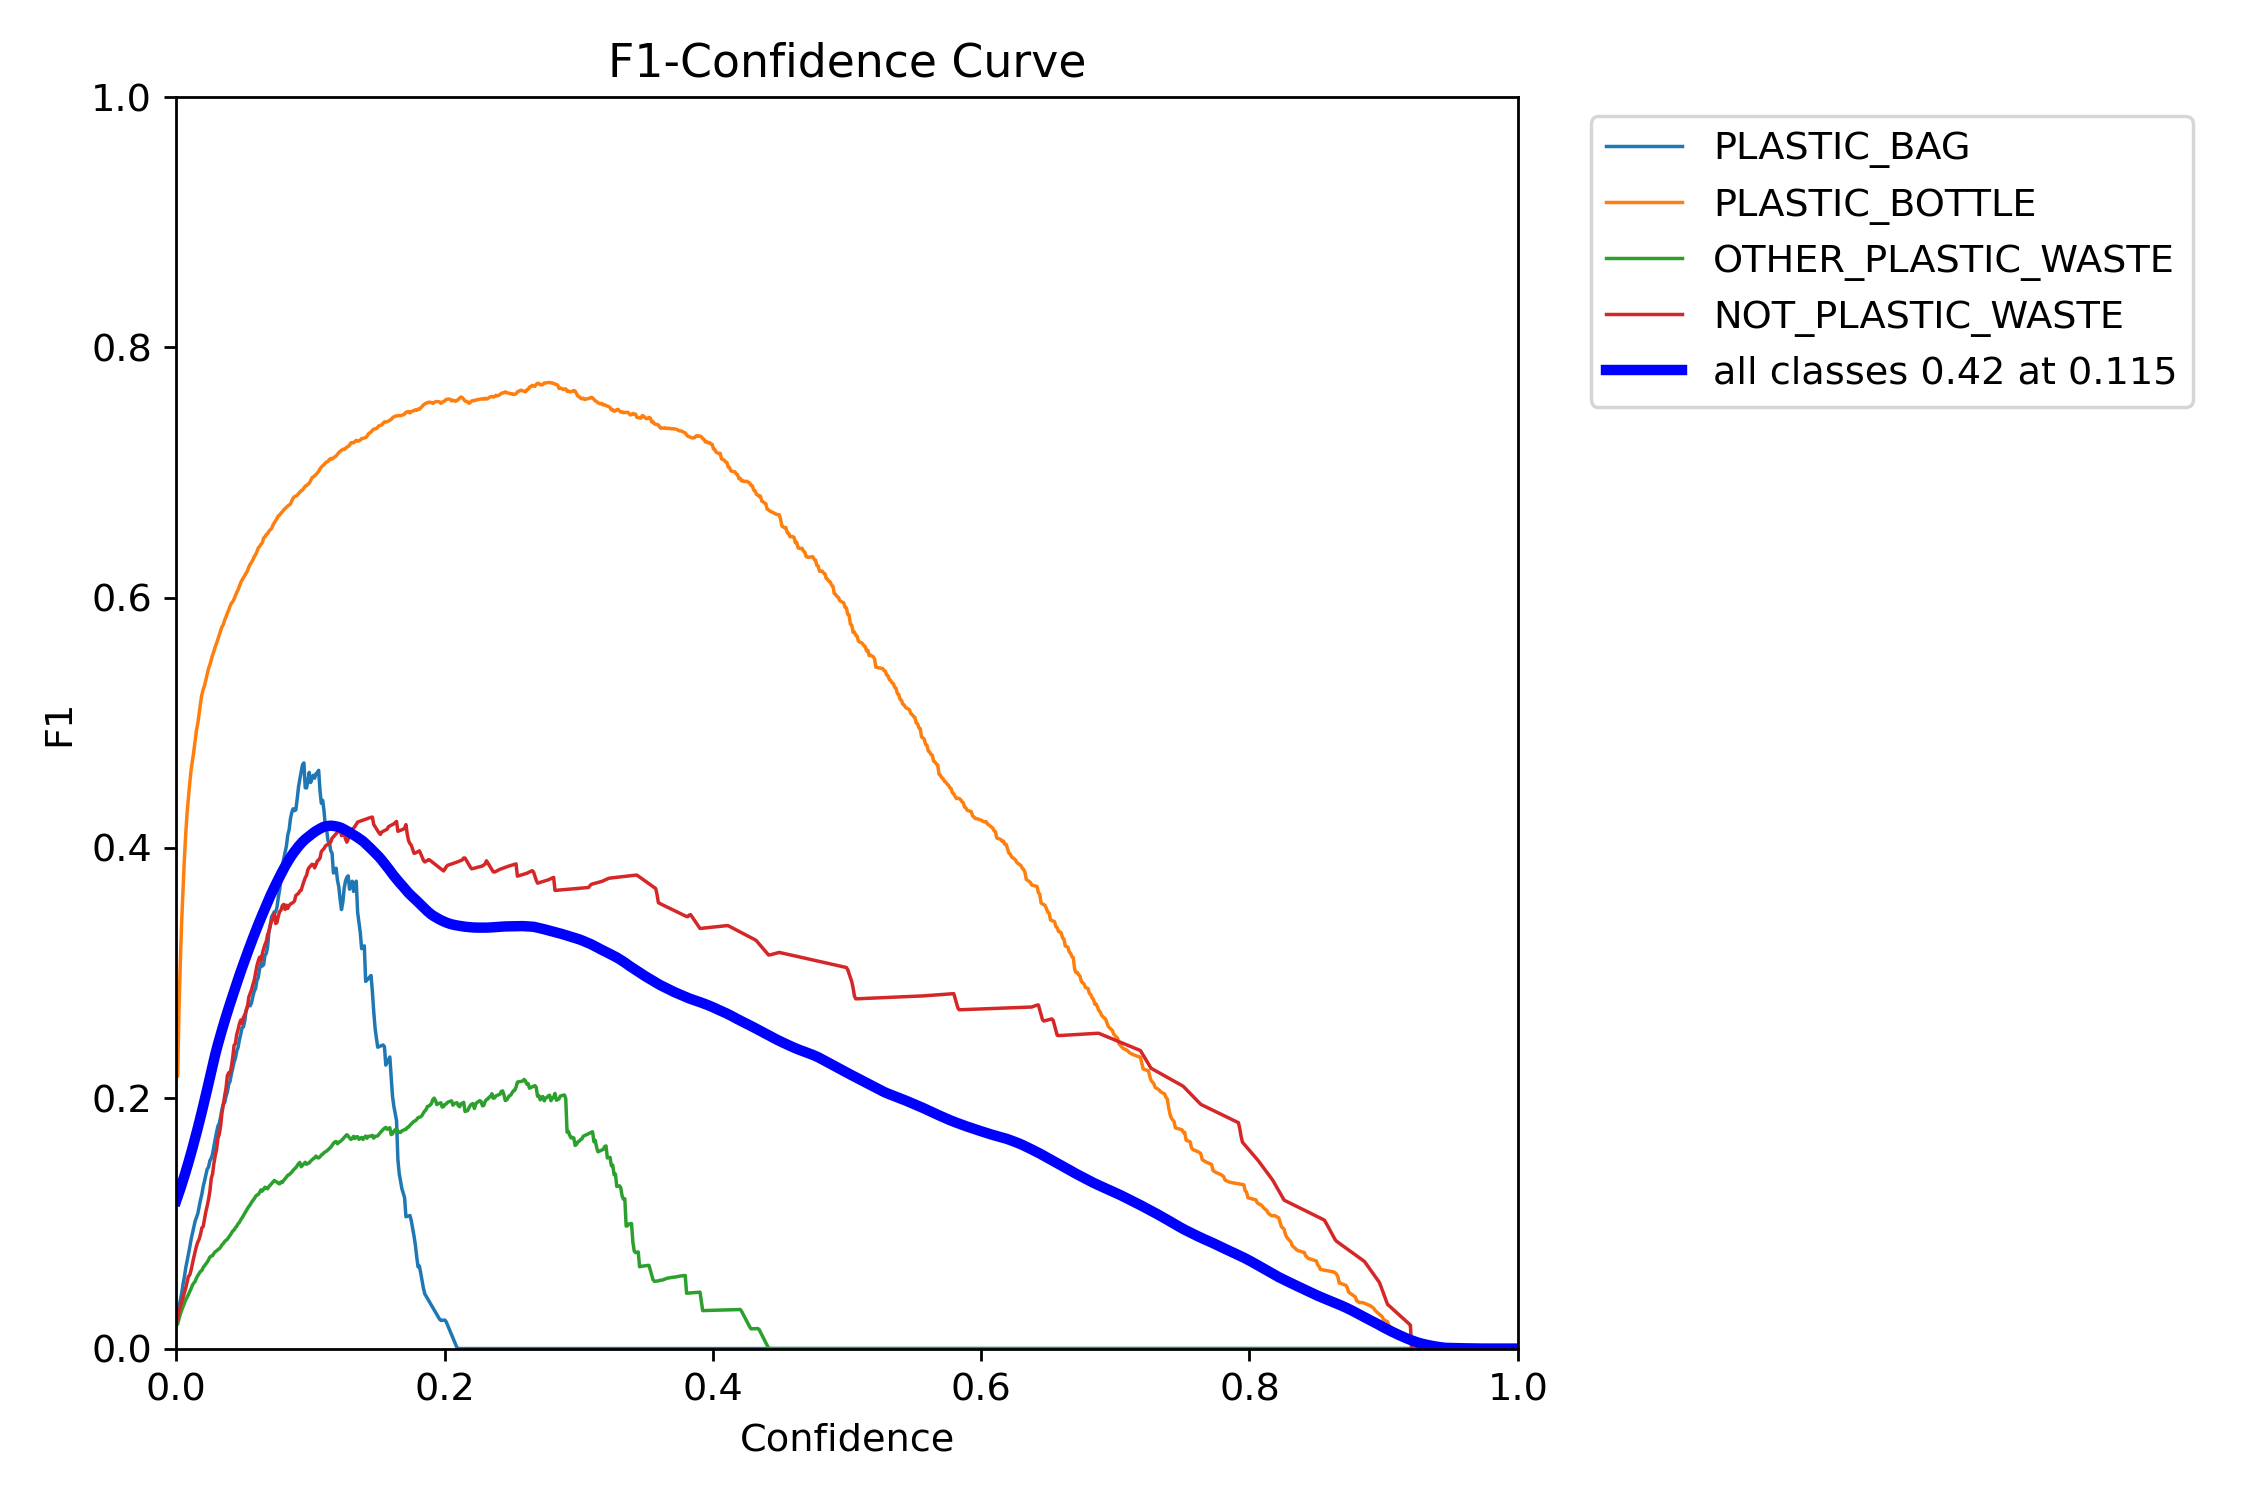 F1-Confidence Curve
1.0
0.8
0.6
0.4
0.2
0.0
F1
0.0 0.2 0.4 0.6 0.8 1.0
Confidence
PLASTIC_BAG
PLASTIC_BOTTLE
OTHER_PLASTIC_WASTE
NOT_PLASTIC_WASTE
all classes 0.42 at 0.115